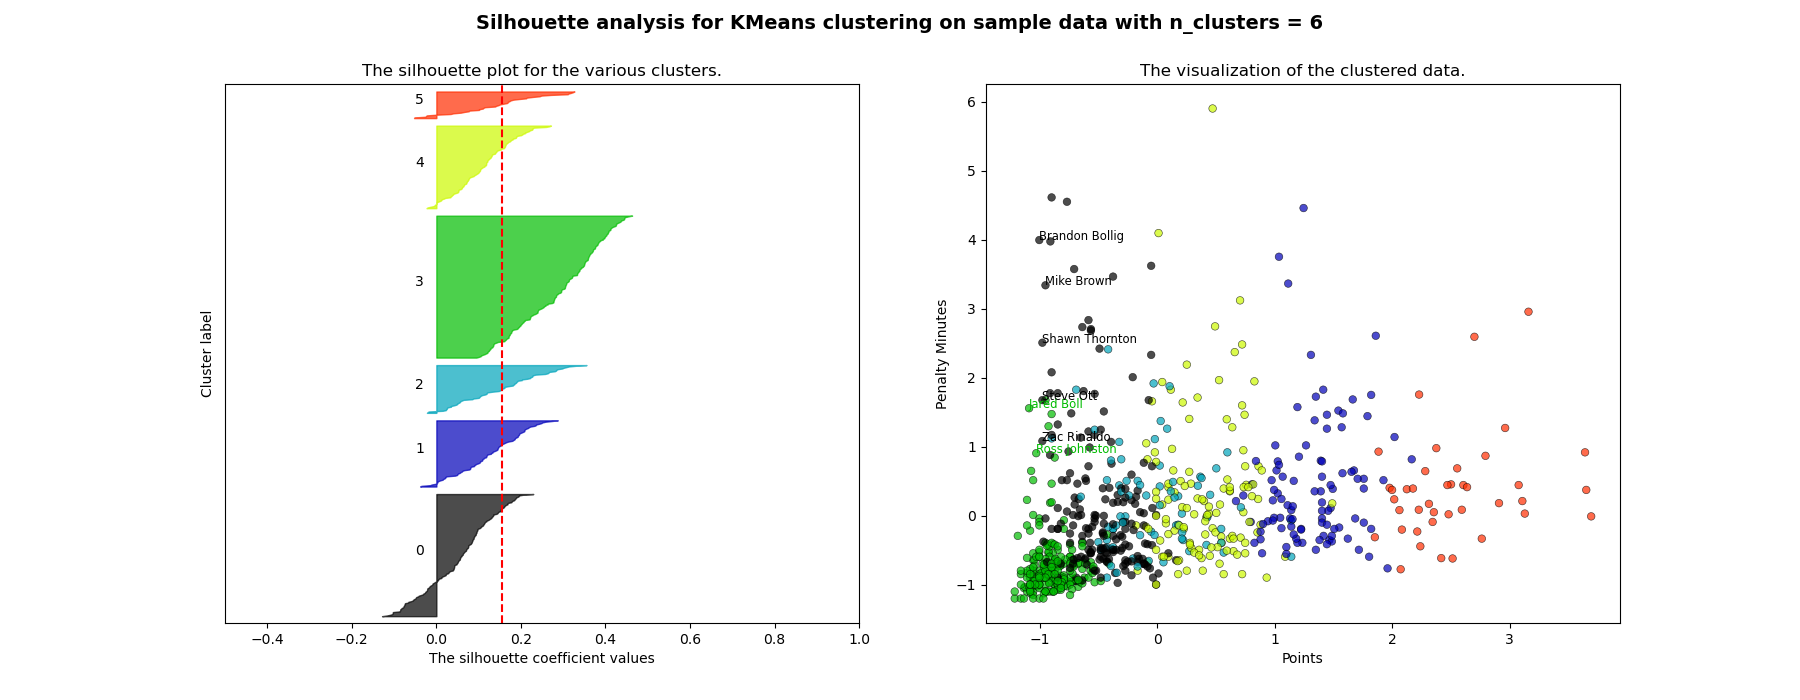 Silhouette analysis for KMeans clustering on sample data with n_clusters = 6
The silhouette plot for the various clusters.
5
4
3
2
1
0
Cluster label
−0.4 −0.2 0.0 0.2 0.4 0.6 0.8 1.0
The silhouette coefficient values
The visualization of the clustered data.
6
5
4
3
2
1
0
−1
Penalty Minutes
Brandon Bollig
Mike Brown
Shawn Thornton
Steve Ott
Jared Boll
Zac Rinaldo
Ross Johnston
−1 0 1 2 3
Points